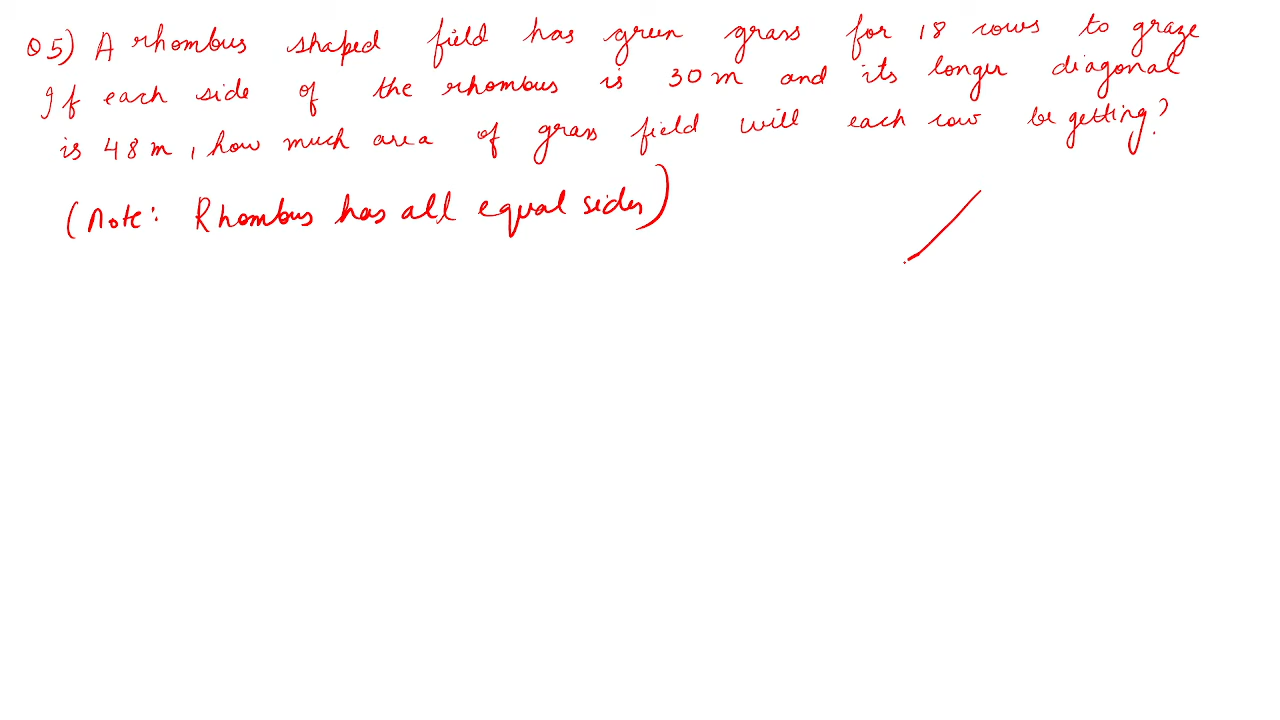 Q5) A rhombus shaped field has green grass for 18 cows to graze
If each side of the rhombus is 30 m and its longer diagonal
is 48 m, how much area of grass field will each cow be getting?
(Note: Rhombus has all equal sides)